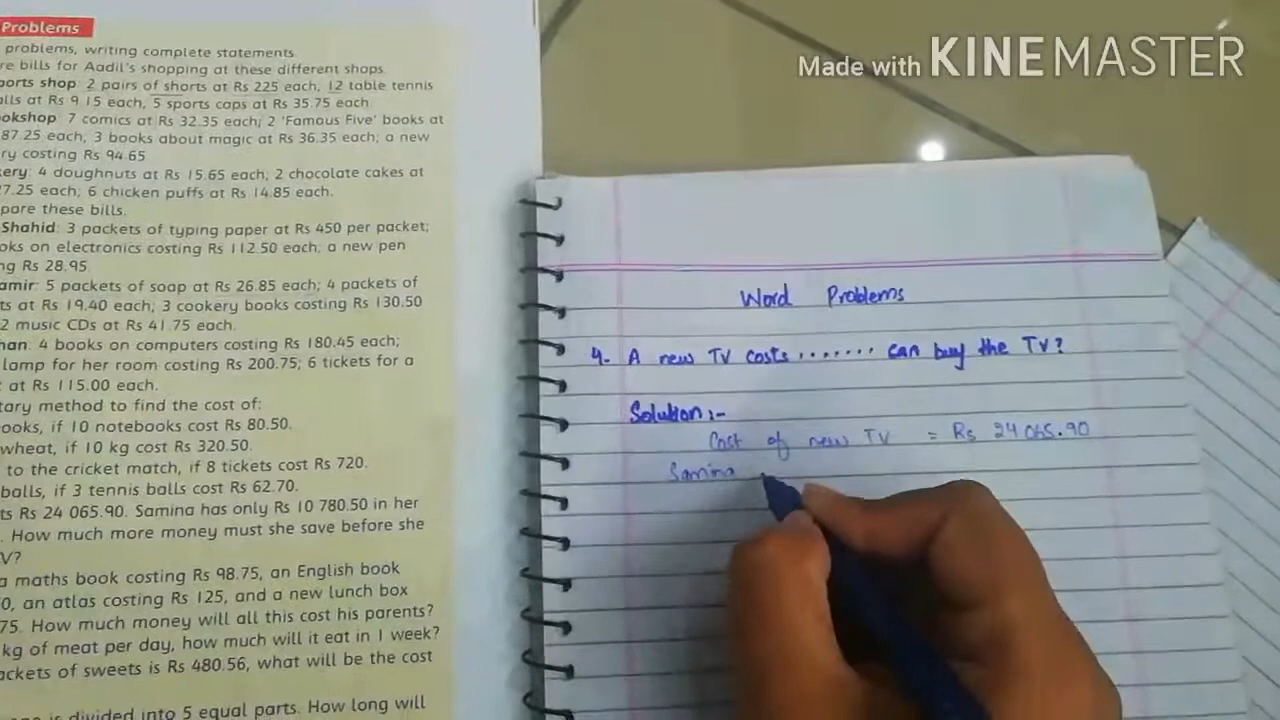 Made with KINEMASTER
Problems
problems, writing complete statements.
re bills for Aadil's shopping at these different shops.
ports shop: 2 pairs of shorts at Rs 225 each, 12 table tennis
alls at Rs 9.15 each, 5 sports caps at Rs 35.75 each
okshop: 7 comics at Rs 32.35 each; 2 'Famous Five' books at
87.25 each, 3 books about magic at Rs 36.35 each; a new
ry costing Rs 94.65
kery: 4 doughnuts at Rs 15.65 each; 2 chocolate cakes at
7.25 each; 6 chicken puffs at Rs 14.85 each.
pare these bills.
Shahid: 3 packets of typing paper at Rs 450 per packet;
oks on electronics costing Rs 112.50 each; a new pen
ng Rs 28.95
amir: 5 packets of soap at Rs 26.85 each; 4 packets of
ts at Rs 19.40 each; 3 cookery books costing Rs 130.50
2 music CDs at Rs 41.75 each.
han: 4 books on computers costing Rs 180.45 each;
lamp for her room costing Rs 200.75; 6 tickets for a
at Rs 115.00 each.
tary method to find the cost of:
ooks, if 10 notebooks cost Rs 80.50.
wheat, if 10 kg cost Rs 320.50.
to the cricket match, if 8 tickets cost Rs 720.
balls, if 3 tennis balls cost Rs 62.70.
ts Rs 24 065.90. Samina has only Rs 10 780.50 in her
. How much more money must she save before she
V?
a maths book costing Rs 98.75, an English book
0, an atlas costing Rs 125, and a new lunch box
75. How much money will all this cost his parents?
kg of meat per day, how much will it eat in 1 week?
ackets of sweets is Rs 480.56, what will be the cost
is divided into 5 equal parts. How long will
Word Problems
4. A new TV costs ....... can buy the TV?
Solution:-
Cost of new TV = Rs 24 065.90
Samina